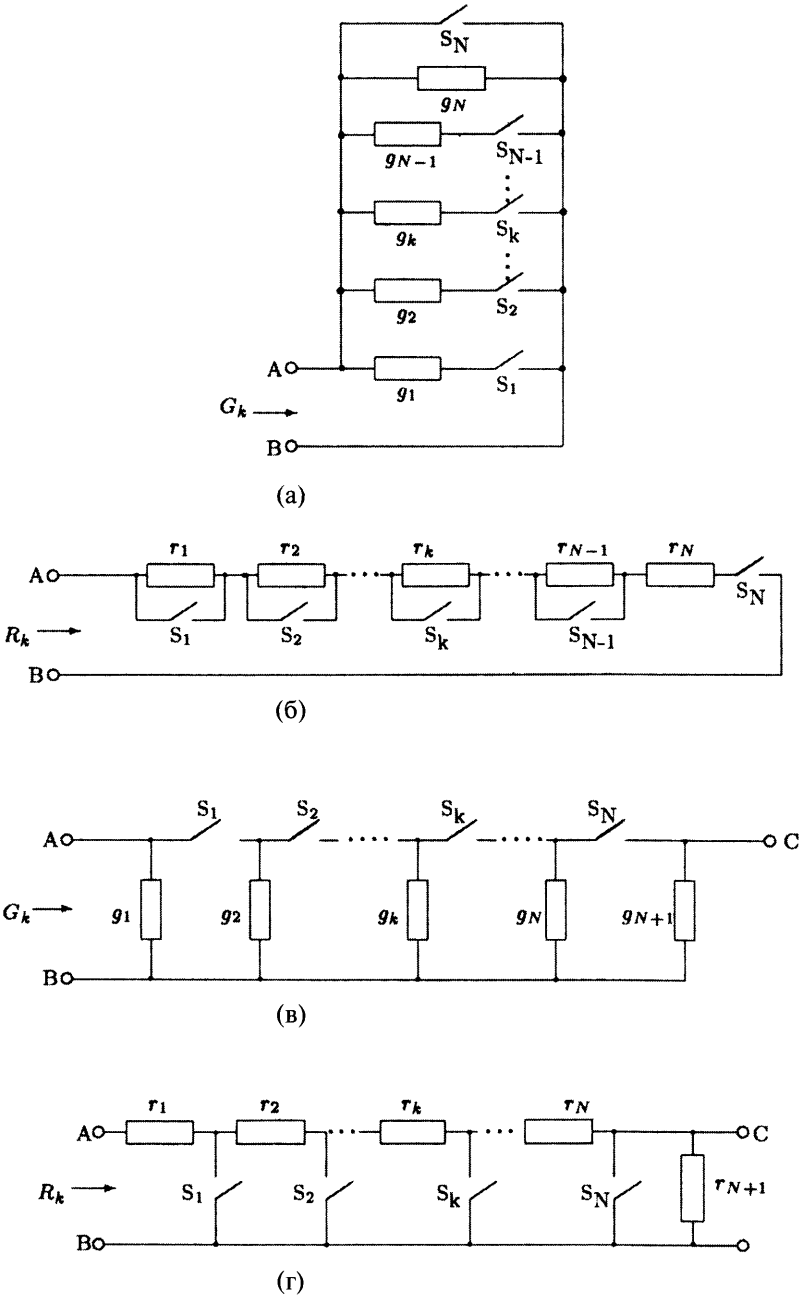 S_N
g_N
g_{N-1} S_{N-1}
g_k S_k
g_2 S_2
A
g_1 S_1
G_k
B
(а)
r_1 r_2 r_k r_{N-1} r_N
A
S_N
S_1 S_2 S_k S_{N-1}
R_k
B
(б)
S_1 S_2 S_k S_N
A C
G_k g_1 g_2 g_k g_N g_{N+1}
B
(в)
r_1 r_2 r_k r_N
A C
R_k S_1 S_2 S_k S_N r_{N+1}
B
(г)